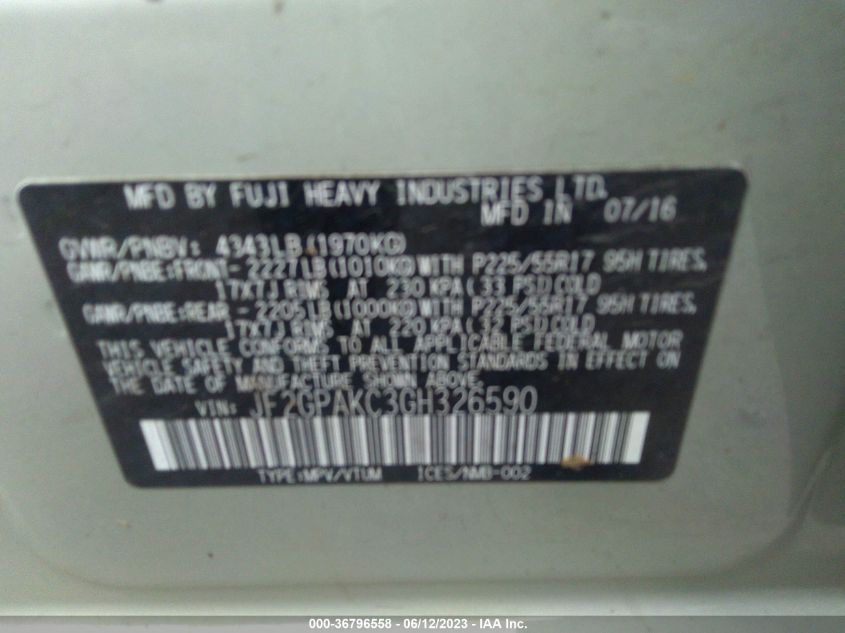 MFD BY FUJI HEAVY INDUSTRIES LTD.
MFD IN 07/16
GVWR/PNBV: 4343LB(1970KG)
GAWR/PNBE:FRONT-2227LB(1010KG)WITH P225/55R17 95H TIRES.
17X7J RIMS AT 230 KPA(33 PSI)COLD
GAWR/PNBE:REAR -2205LB(1000KG)WITH P225/55R17 95H TIRES.
17X7J RIMS AT 220 KPA(32 PSI)COLD
THIS VEHICLE CONFORMS TO ALL APPLICABLE FEDERAL MOTOR
VEHICLE SAFETY AND THEFT PREVENTION STANDARDS IN EFFECT ON
THE DATE OF MANUFACTURE SHOWN ABOVE.
VIN: JF2GPAKC3GH326590
TYPE:MPV/VTUM ICES/NMB-002
000-36796558 - 06/12/2023 - IAA Inc.